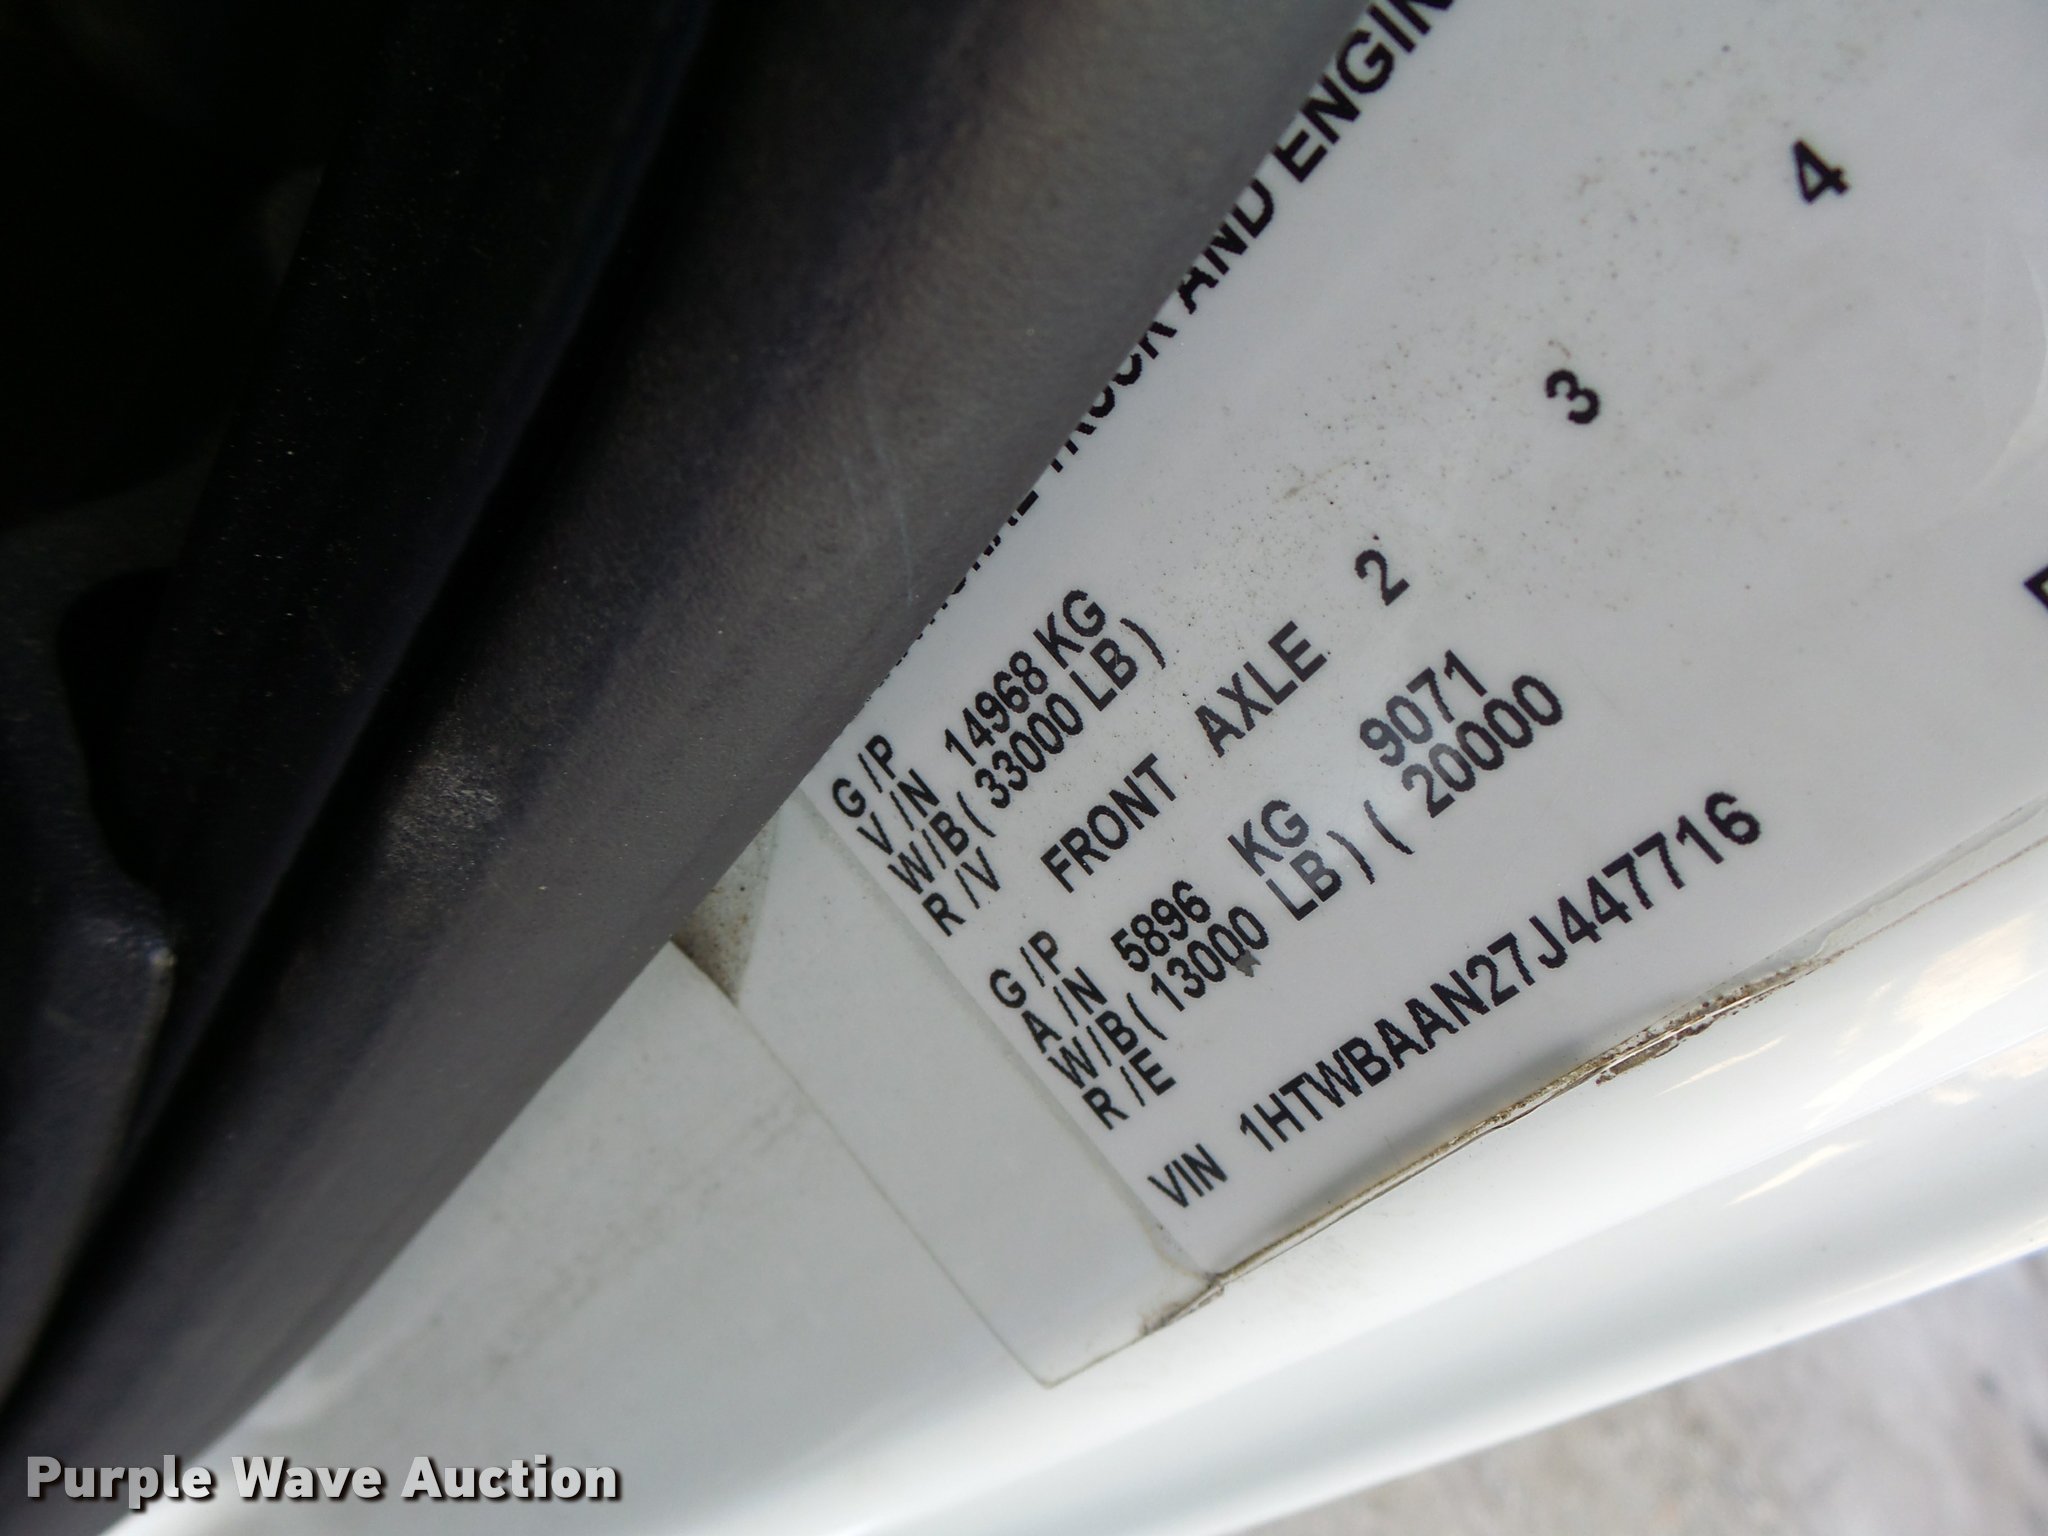 TRUCK AND ENGIN
G/P
V/N 14968 KG
W/B ( 33000 LB )
R/V
FRONT AXLE 2 3 4
G/P
A/N 5896 KG 9071
W/B ( 13000 LB ) ( 20000
R/E
VIN 1HTWBAAN27J447716
Purple Wave Auction